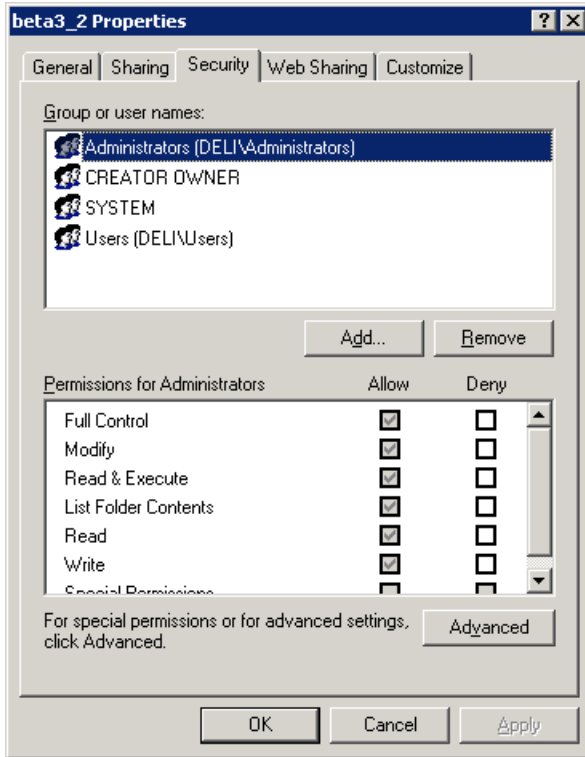 beta3_2 Properties
General Sharing Security Web Sharing Customize
Group or user names:
Administrators (DELI\Administrators)
CREATOR OWNER
SYSTEM
Users (DELI\Users)
Add... Remove
Permissions for Administrators Allow Deny
Full Control
Modify
Read & Execute
List Folder Contents
Read
Write
Special Permissions
For special permissions or for advanced settings, Advanced
click Advanced.
OK Cancel Apply